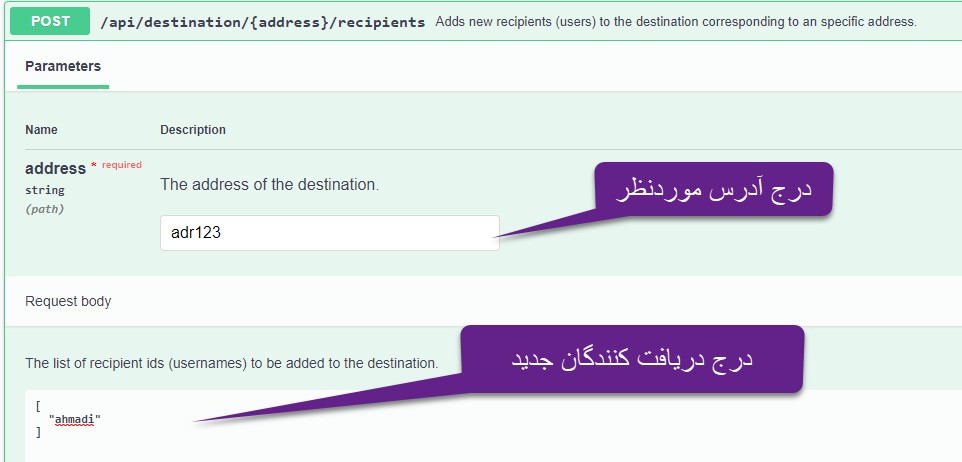 POST /api/destination/{address}/recipients Adds new recipients (users) to the destination corresponding to an specific address.
Parameters
Name Description
address * required
string
(path)
The address of the destination.
درج آدرس موردنظر
adr123
Request body
The list of recipient ids (usernames) to be added to the destination.
درج دریافت کنندگان جدید
[
"ahmadi"
]